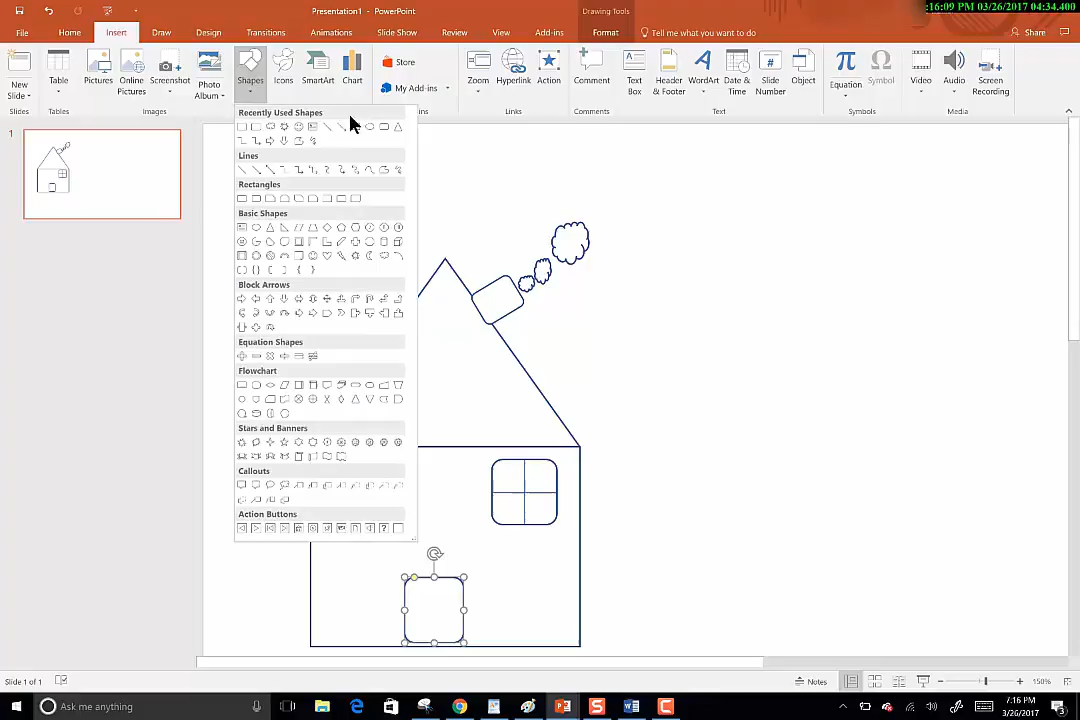 Presentation1 - PowerPoint
Drawing Tools
:16:09 PM 03/26/2017 04:34.400
File Home Insert Draw Design Transitions Animations Slide Show Review View Add-ins Format Tell me what you want to do Share
New Slide
Table
Pictures
Online Pictures
Screenshot
Photo Album
Shapes
Icons
SmartArt
Chart
Store
My Add-ins
Zoom
Hyperlink
Action
Comment
Text Box
Header & Footer
WordArt
Date & Time
Slide Number
Object
Equation
Symbol
Video
Audio
Screen Recording
Slides Tables Images Links Comments Text Symbols Media
Recently Used Shapes
Lines
Rectangles
Basic Shapes
Block Arrows
Equation Shapes
Flowchart
Stars and Banners
Callouts
Action Buttons
1
Slide 1 of 1
Notes
150%
Ask me anything
7:16 PM
3/26/2017